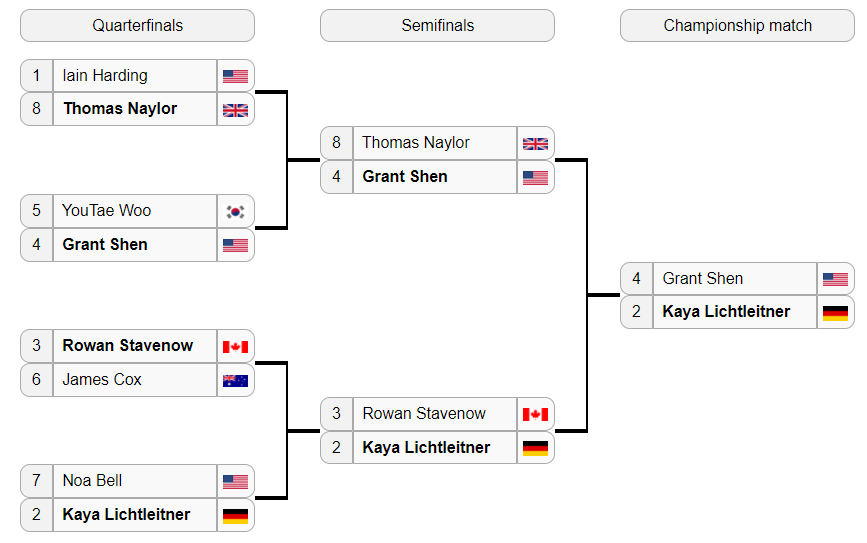 Quarterfinals
Semifinals
Championship match
1 Iain Harding
8 Thomas Naylor
5 YouTae Woo
4 Grant Shen
3 Rowan Stavenow
6 James Cox
7 Noa Bell
2 Kaya Lichtleitner
8 Thomas Naylor
4 Grant Shen
3 Rowan Stavenow
2 Kaya Lichtleitner
4 Grant Shen
2 Kaya Lichtleitner